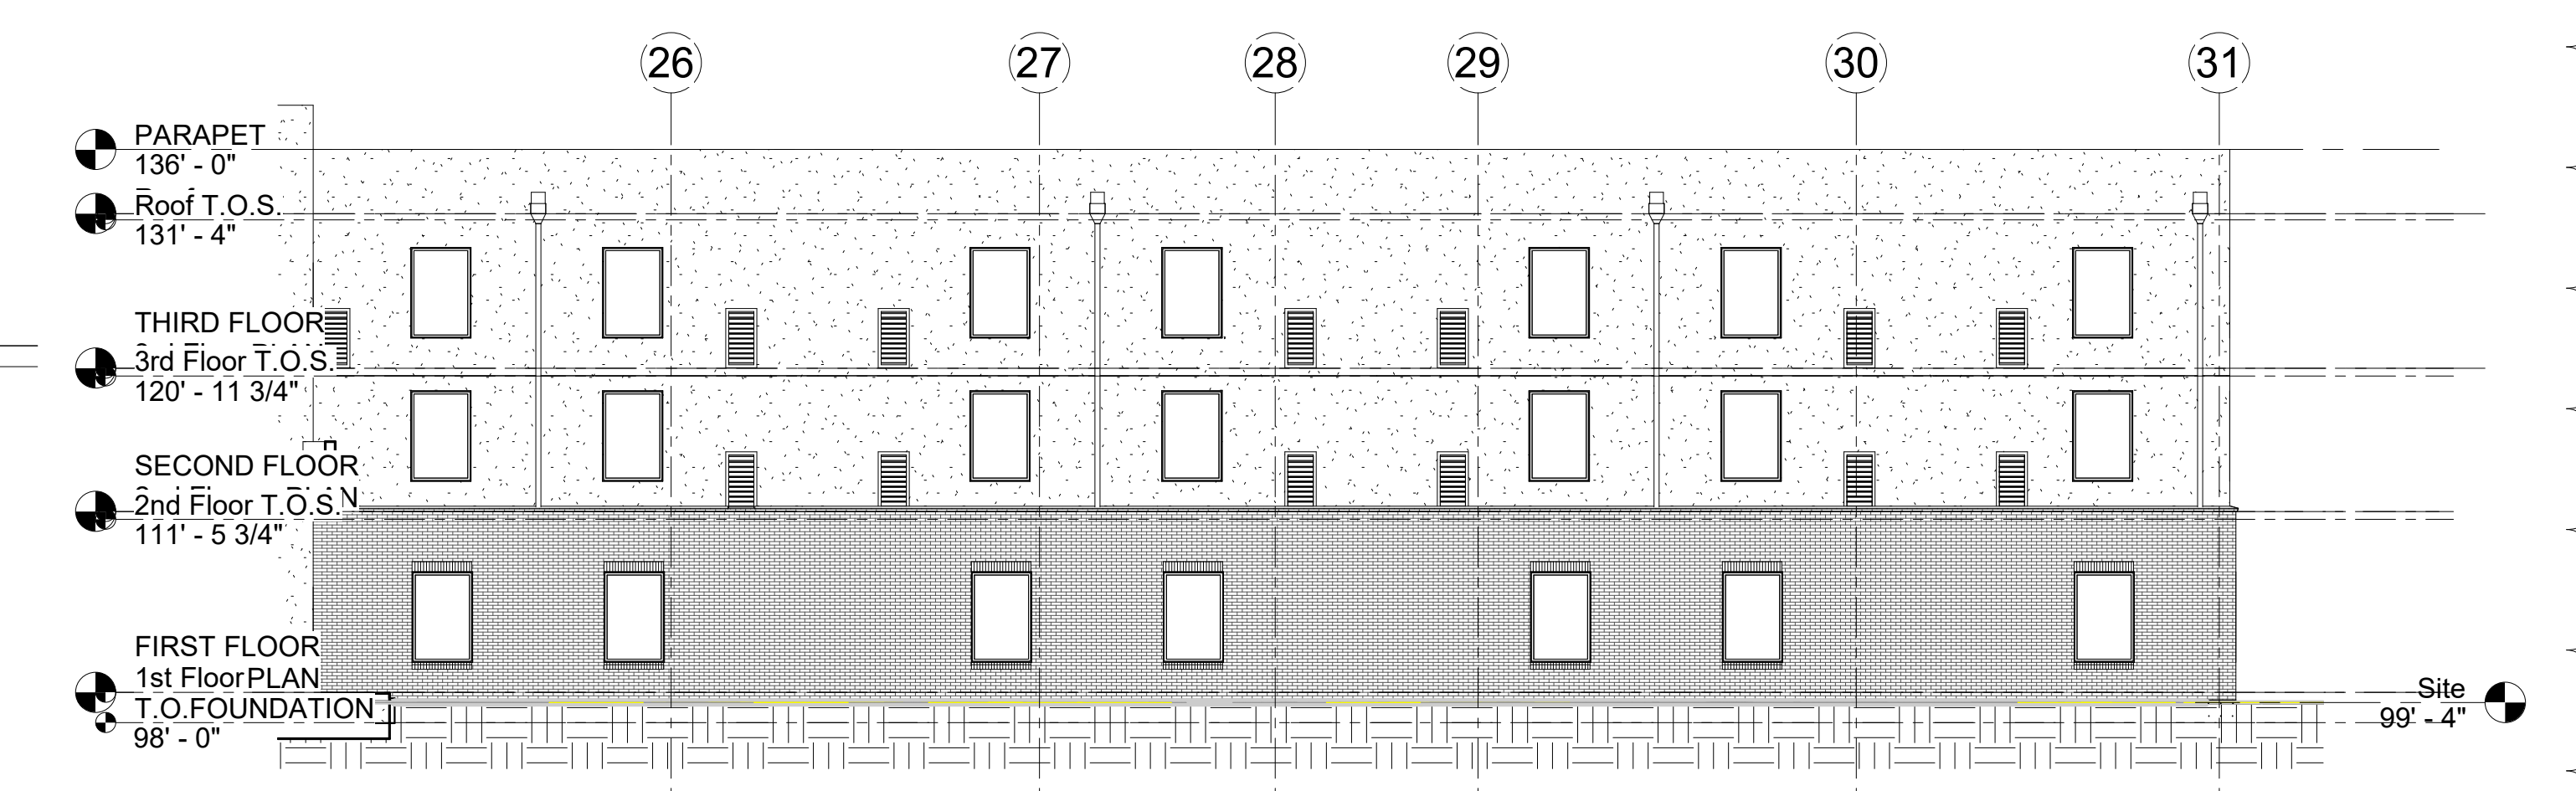 26 27 28 29 30 31
PARAPET
136' - 0"
Roof T.O.S.
131' - 4"
THIRD FLOOR
3rd Floor T.O.S.
120' - 11 3/4"
SECOND FLOOR
PLAN
2nd Floor T.O.S.
111' - 5 3/4"
FIRST FLOOR
1st Floor PLAN
T.O.FOUNDATION
98' - 0"
Site
99' - 4"